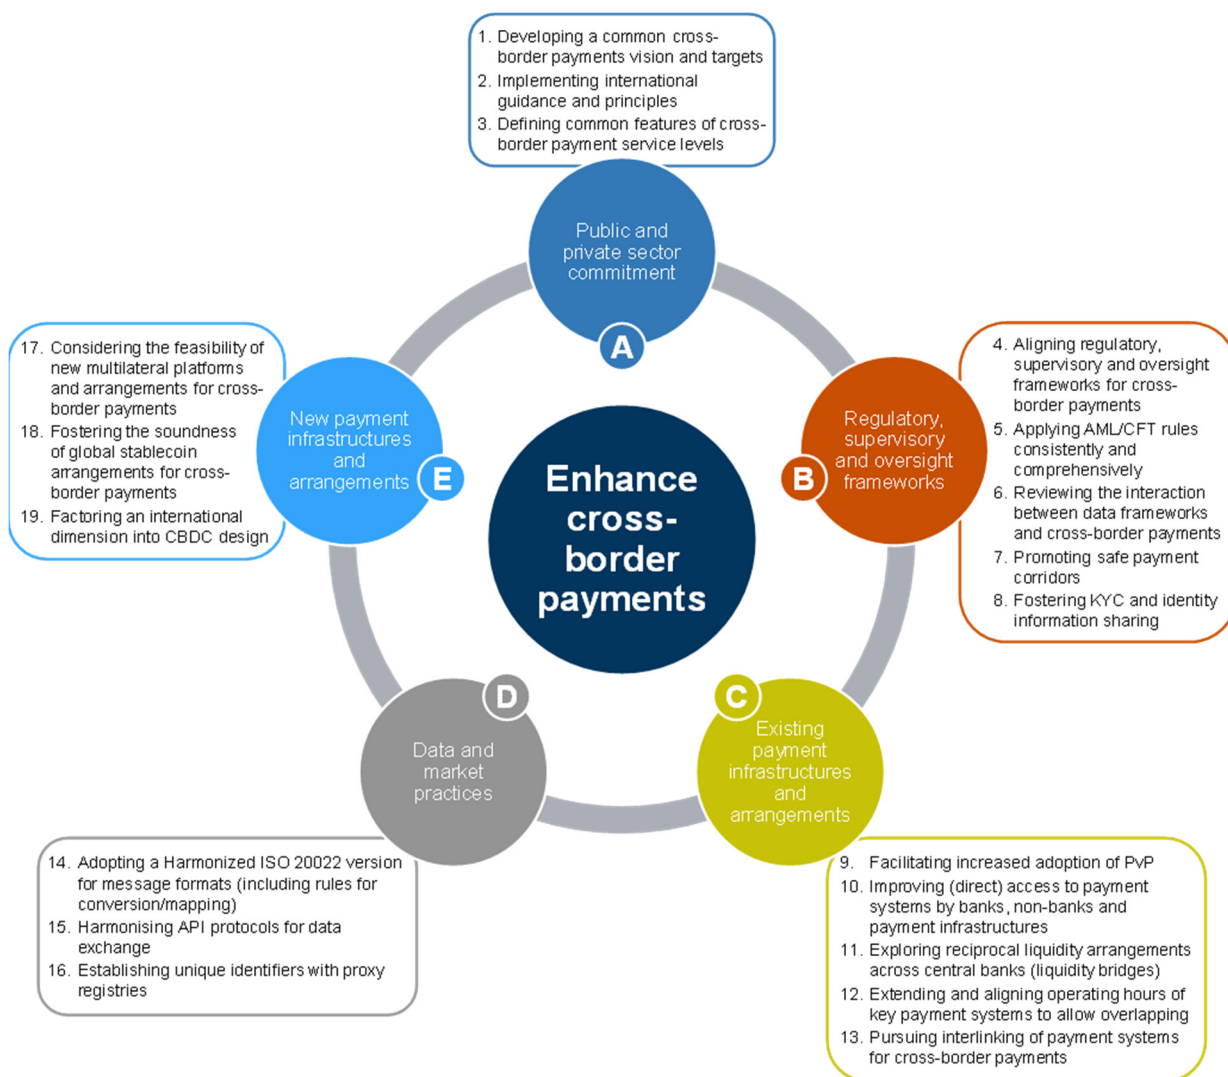 1. Developing a common cross-
border payments vision and targets
2. Implementing international
guidance and principles
3. Defining common features of cross-
border payment service levels
Public and
private sector
commitment
A
17. Considering the feasibility of
new multilateral platforms
and arrangements for cross-
border payments
18. Fostering the soundness
of global stablecoin
arrangements for cross-
border payments
19. Factoring an international
dimension into CBDC design
New payment
infrastructures
and
arrangements
E
Enhance
cross-
border
payments
Regulatory,
supervisory
and oversight
frameworks
B
4. Aligning regulatory,
supervisory and oversight
frameworks for cross-
border payments
5. Applying AML/CFT rules
consistently and
comprehensively
6. Reviewing the interaction
between data frameworks
and cross-border payments
7. Promoting safe payment
corridors
8. Fostering KYC and identity
information sharing
D
Data and
market
practices
C
Existing
payment
infrastructures
and
arrangements
14. Adopting a Harmonized ISO 20022 version
for message formats (including rules for
conversion/mapping)
15. Harmonising API protocols for data
exchange
16. Establishing unique identifiers with proxy
registries
9. Facilitating increased adoption of PvP
10. Improving (direct) access to payment
systems by banks, non-banks and
payment infrastructures
11. Exploring reciprocal liquidity arrangements
across central banks (liquidity bridges)
12. Extending and aligning operating hours of
key payment systems to allow overlapping
13. Pursuing interlinking of payment systems
for cross-border payments